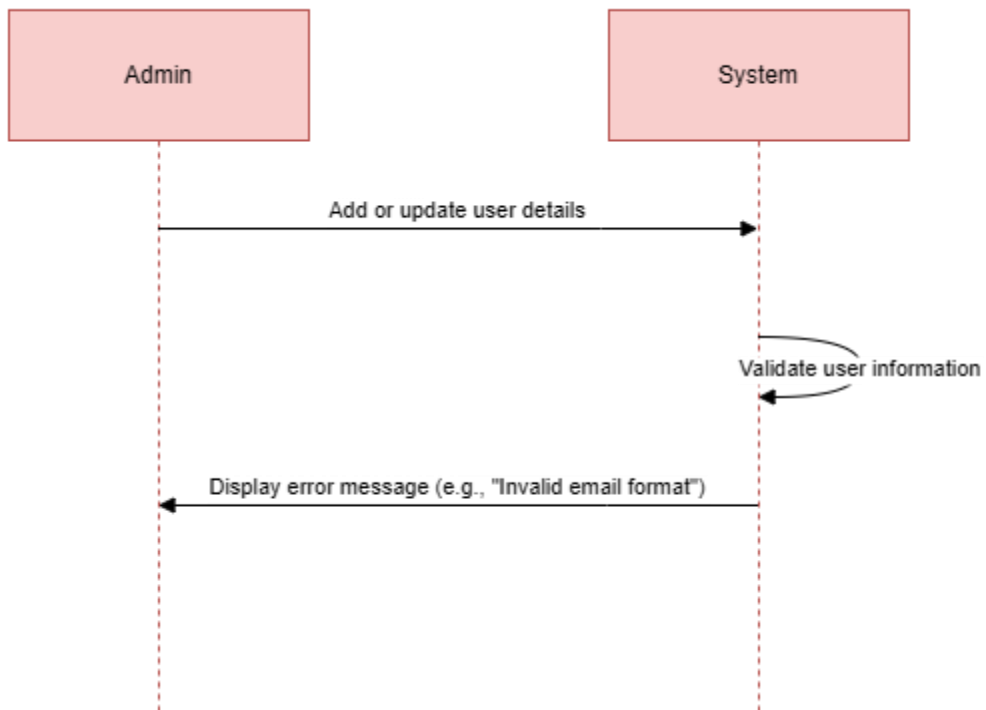 Admin
System
Add or update user details
Validate user information
Display error message (e.g., "Invalid email format")